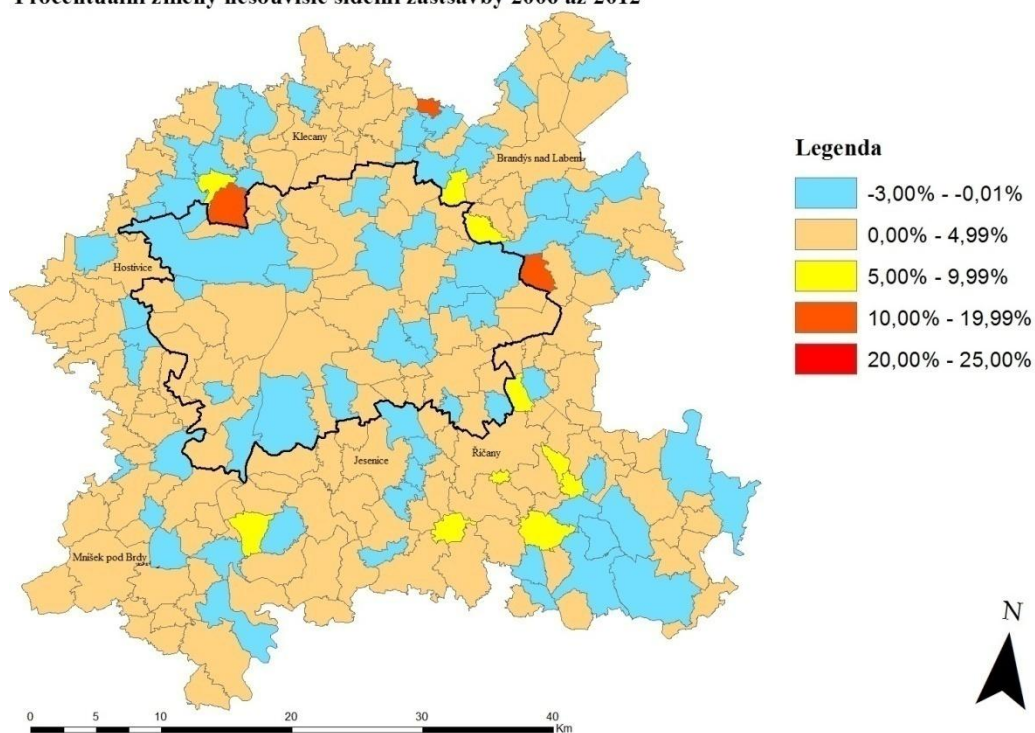 Procentuální změny nesouvislé sídelní zástsavby 2006 až 2012
Klecany
Brandýs nad Labem
Hostivice
Jesenice
Říčany
Mníšek pod Brdy
Legenda
-3,00% - -0,01%
0,00% - 4,99%
5,00% - 9,99%
10,00% - 19,99%
20,00% - 25,00%
N
0 5 10 20 30 40
Km